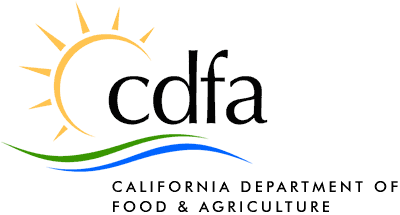 cdfa
CALIFORNIA DEPARTMENT OF
FOOD & AGRICULTURE